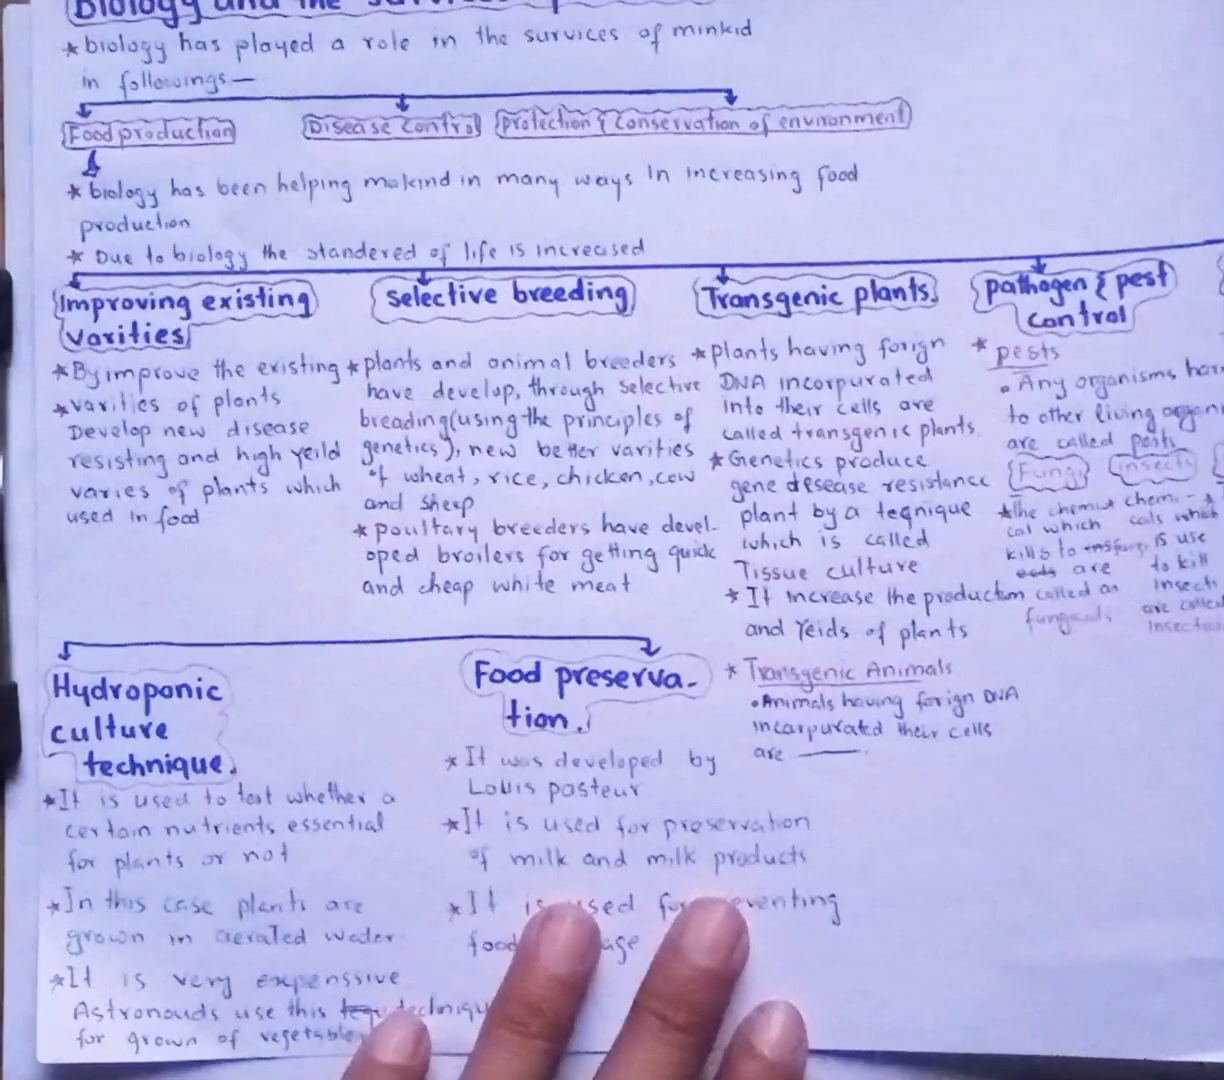 Biology and the
* biology has played a role in the survices of minkid
in followings —
Food production
Disease control
protection & conservation of environment
* biology has been helping makind in many ways in increasing food
production
* Due to biology the standered of life is increased
Improving existing
varities
* By improve the existing
* varities of plants
Develop new disease
resisting and high yeild
varies of plants which
used in food
Selective breeding
* plants and animal breeders
have develop, through selective
breading (using the principles of
genetics), new better varities
of wheat, rice, chicken, cow
and sheep
* poultary breeders have devel-
oped broilers for getting quick
and cheap white meat
Transgenic plants.
* plants having forign
DNA incorpurated
into their cells are
called transgenic plants.
* Genetics produce
gene desease resistance
plant by a teqnique
which is called
Tissue culture
* It increase the production
and Yeids of plants
* Transgenic Animals
• Animals having forign DNA
incorpurated their cells
are ——.
pathogen & pest
control
* pests
• Any organisms
to other living
are called pests
Fungi
insects
* The chemi
cal which
kills to fungi
are
called as
fungicids
chemi-
cals which
is use
to kill
insects
are called
Hydroponic
culture
technique.
* It is used to test whether a
certain nutrients essential
for plants or not
* In this case plants are
grown in aerated water.
* It is very expenssive
Astronouds use this
for grown of
Food preserva-
tion.
* It was developed by
Louis pasteur
* It is used for preservation
of milk and milk products
* It is used for
food